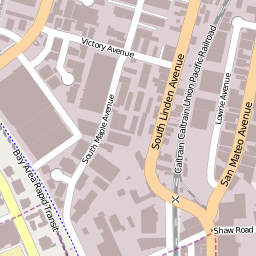 Victory Avenue
South Maple Avenue
South Linden Avenue
Caltrain Caltrain Union Pacific Railroad
Lowrie Avenue
San Mateo Avenue
Bay Area Rapid Transit
Shaw Road